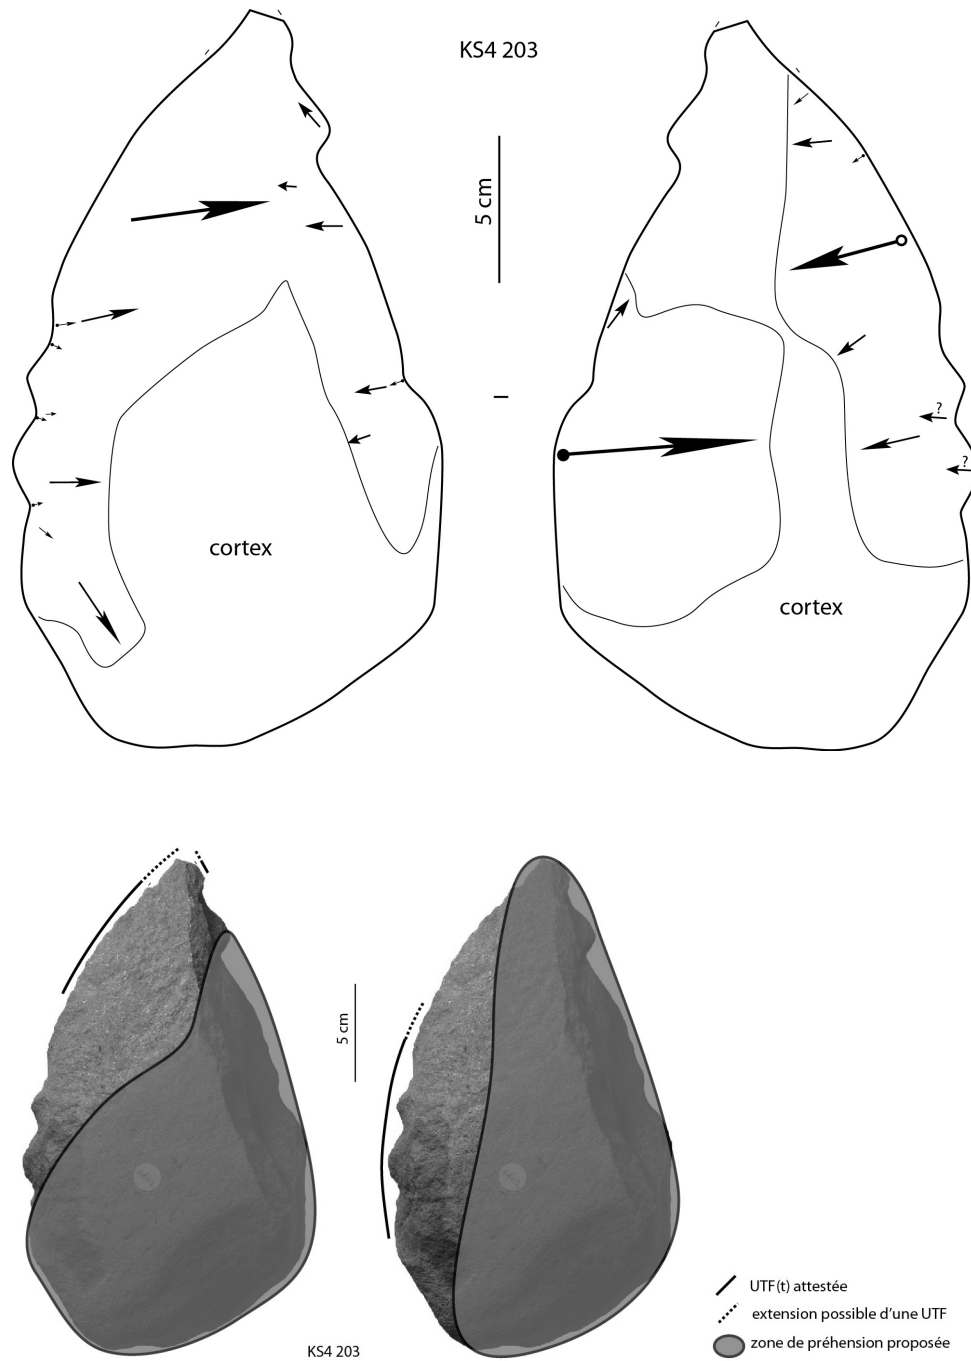 KS4 203
5 cm
?
?
cortex
cortex
5 cm
UTF(t) attestée
extension possible d'une UTF
zone de préhension proposée
KS4 203